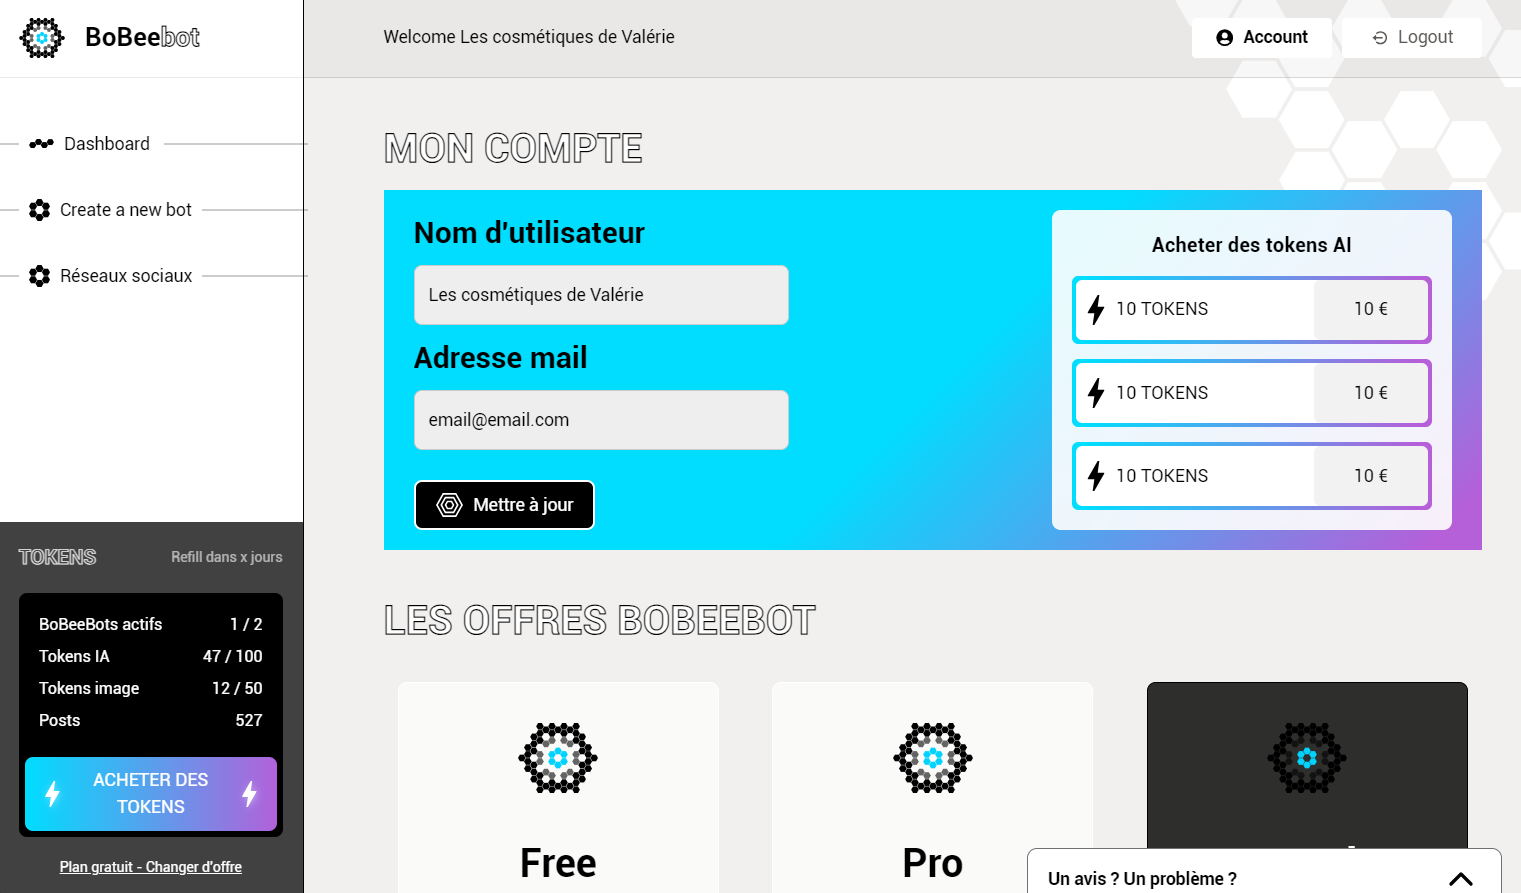 BoBeebot
Welcome Les cosmétiques de Valérie
Account
Logout
Dashboard
Create a new bot
Réseaux sociaux
MON COMPTE
Nom d'utilisateur
Les cosmétiques de Valérie
Adresse mail
email@email.com
Mettre à jour
Acheter des tokens AI
10 TOKENS 10 €
10 TOKENS 10 €
10 TOKENS 10 €
TOKENS Refill dans x jours
BoBeeBots actifs 1 / 2
Tokens IA 47 / 100
Tokens image 12 / 50
Posts 527
ACHETER DES
TOKENS
Plan gratuit - Changer d'offre
LES OFFRES BOBEEBOT
Free
Pro
Un avis ? Un problème ?